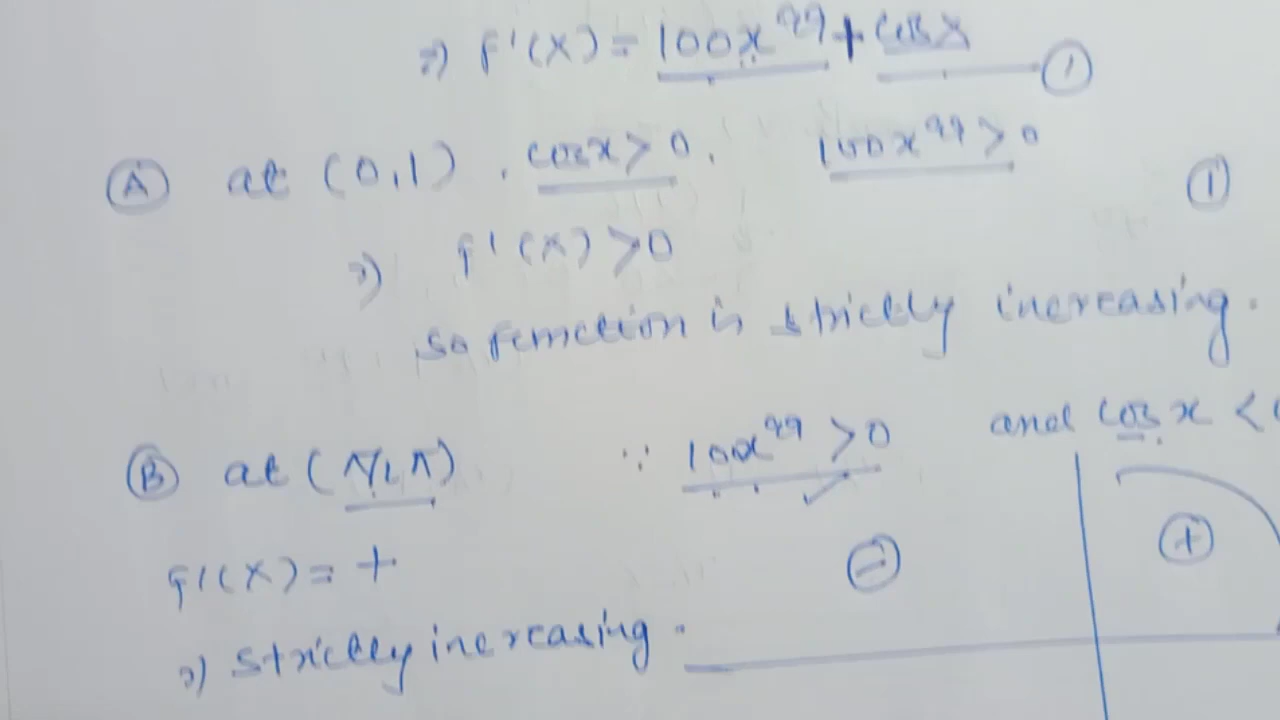 ⇒) f'(x) = 100x⁹⁹ + cos x ①
Ⓐ at (0,1) . cos x > 0 . 100x⁹⁹ > 0 ①
⇒) f'(x) > 0
So function is strictly increasing.
Ⓑ at (π/2, π) ∵ 100x⁹⁹ > 0 and cos x <
f'(x) = + ⊖ ⊕
⇒) strictly increasing.